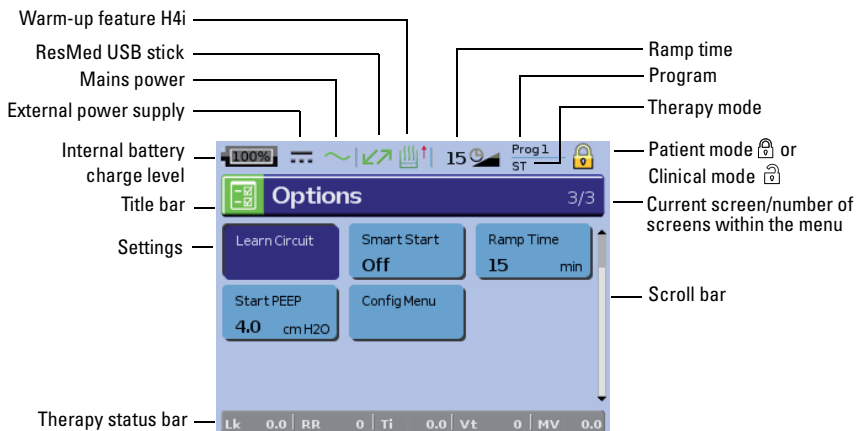 Warm-up feature H4i
ResMed USB stick
Mains power
External power supply
Internal battery
charge level
Title bar
Settings
Therapy status bar
Ramp time
Program
Therapy mode
Patient mode or
Clinical mode
Current screen/number of
screens within the menu
Scroll bar
100%
15
Prog 1
ST
Options
3/3
Learn Circuit
Smart Start
Off
Ramp Time
15 min
Start PEEP
4.0 cm H2O
Config Menu
Lk 0.0 RR 0 Ti 0.0 Vt 0 MV 0.0